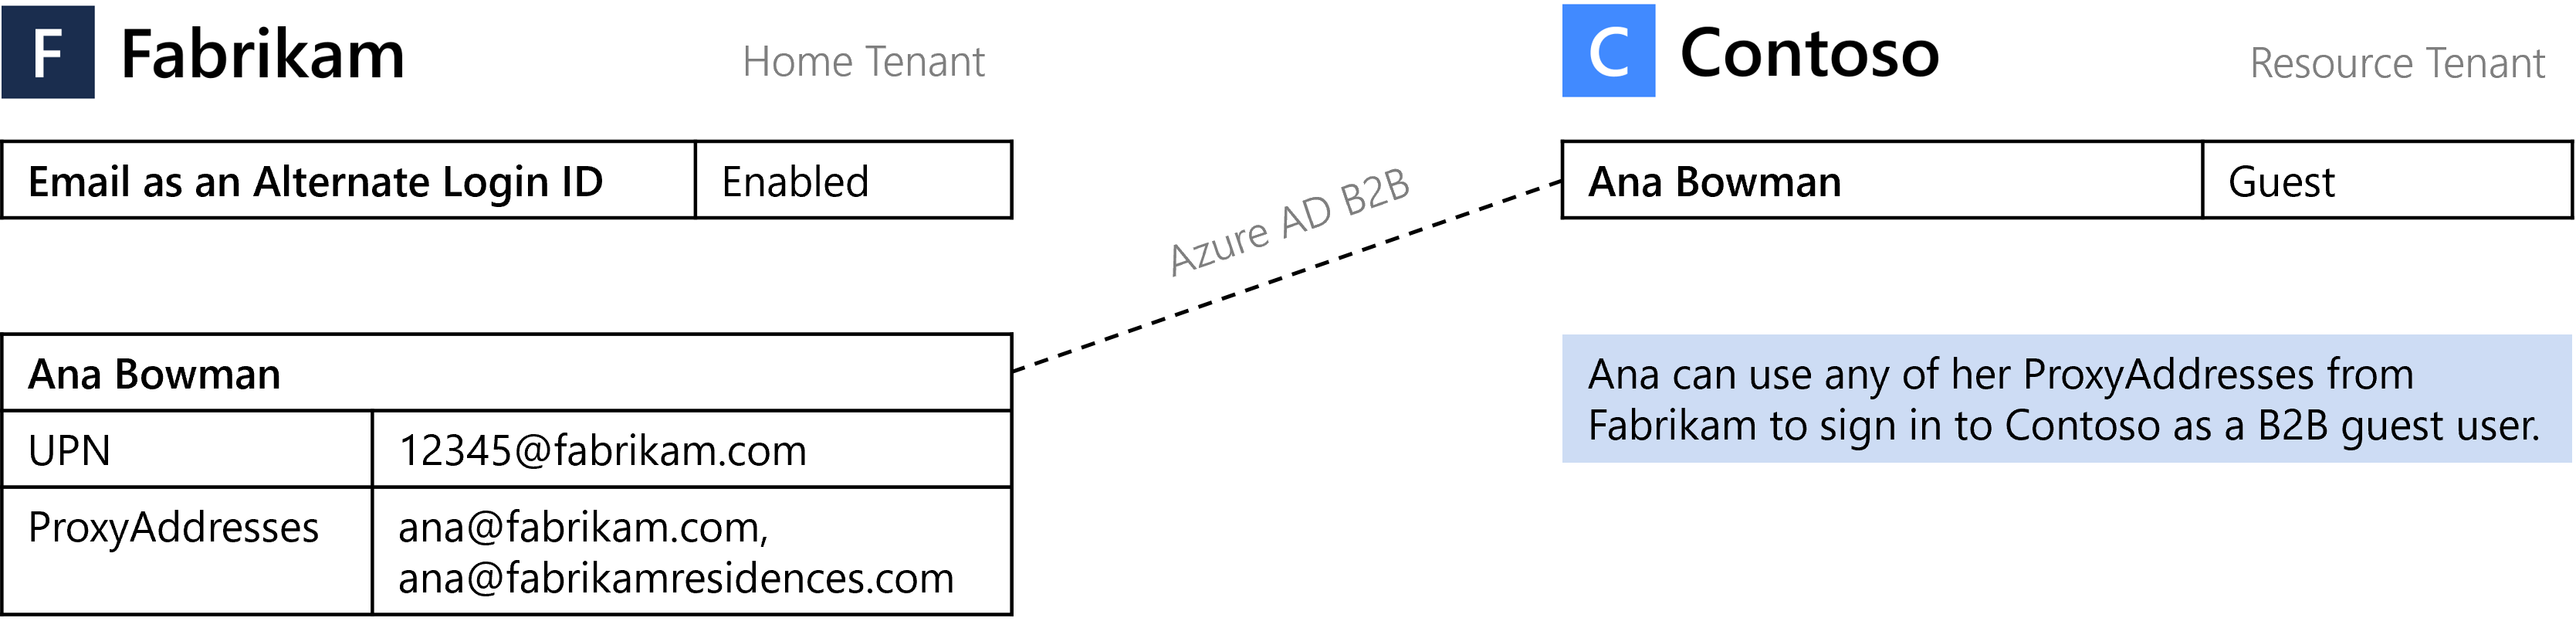 F Fabrikam Home Tenant
Email as an Alternate Login ID Enabled
Ana Bowman
UPN 12345@fabrikam.com
ProxyAddresses ana@fabrikam.com,
ana@fabrikamresidences.com
Azure AD B2B
C Contoso Resource Tenant
Ana Bowman Guest
Ana can use any of her ProxyAddresses from
Fabrikam to sign in to Contoso as a B2B guest user.